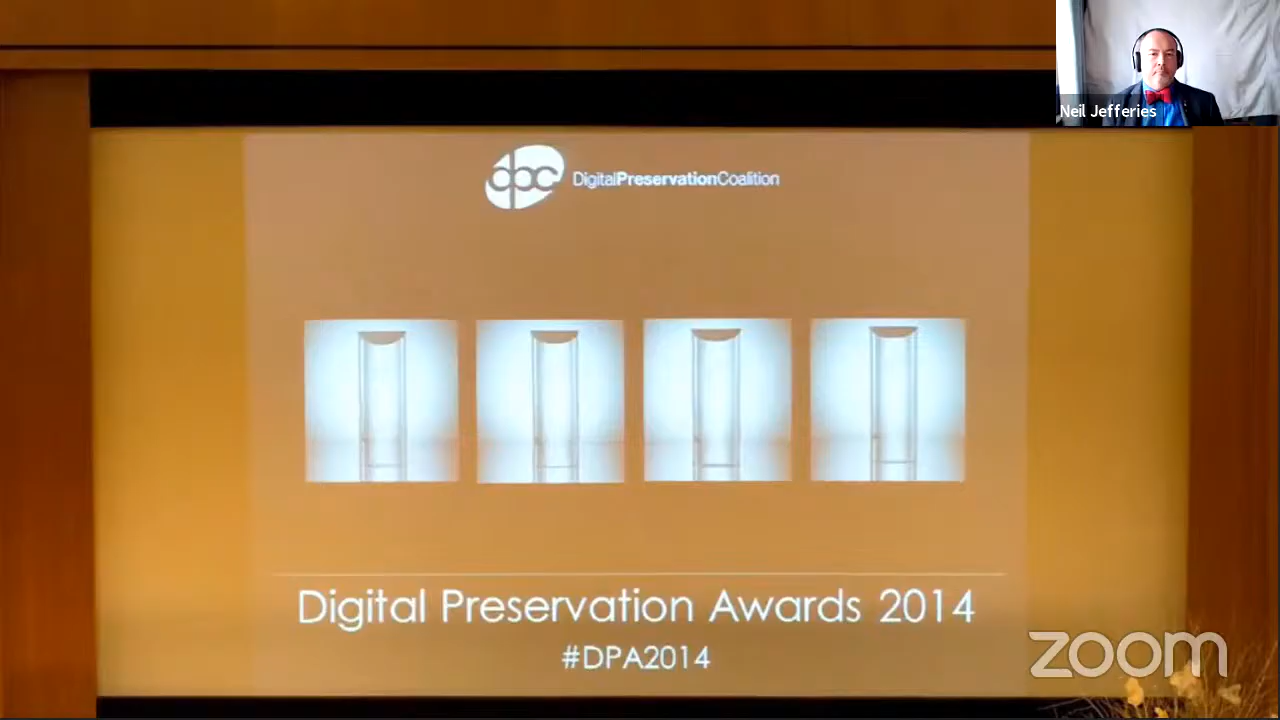 Neil Jefferies
dpc DigitalPreservationCoalition
Digital Preservation Awards 2014
#DPA2014
zoom